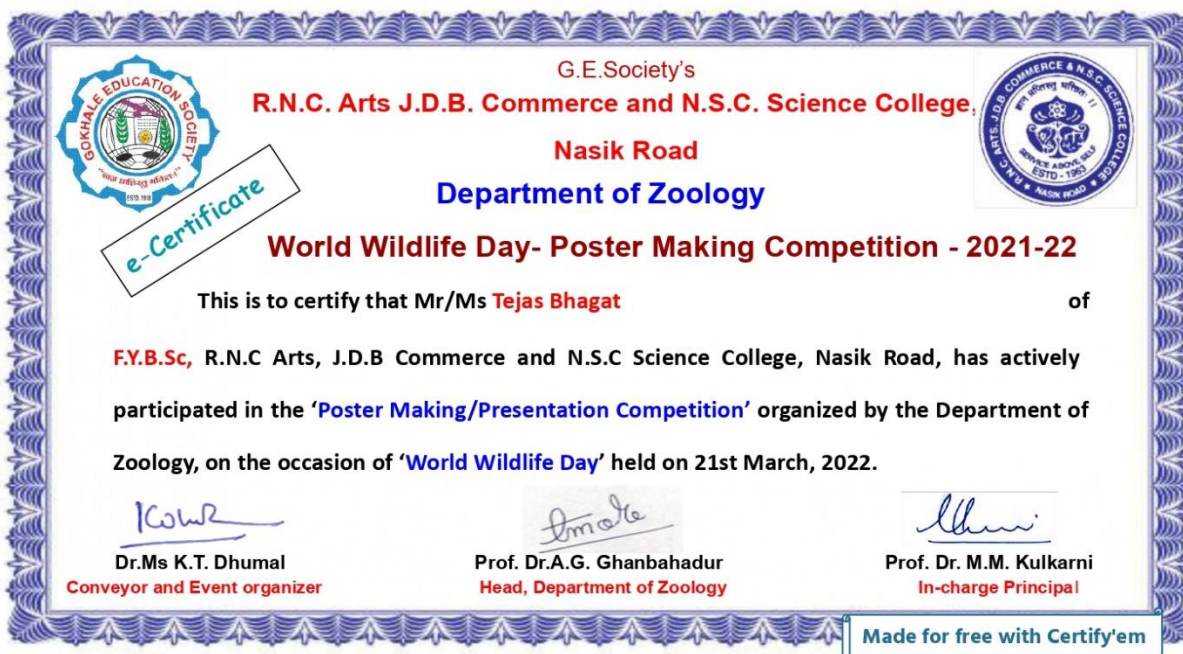 G.E.Society's
R.N.C. Arts J.D.B. Commerce and N.S.C. Science College,
Nasik Road
Department of Zoology
World Wildlife Day- Poster Making Competition - 2021-22
GOKHALE EDUCATION SOCIETY
ESTD. 1918
R.N.C. ARTS. J.D.B COMMERCE & N.S.C. SCIENCE COLLEGE
SERVICE ABOVE SELF
ESTD - 1963
NASIK ROAD
e-Certificate
This is to certify that Mr/Ms Tejas Bhagat of
F.Y.B.Sc, R.N.C Arts, J.D.B Commerce and N.S.C Science College, Nasik Road, has actively
participated in the ‘Poster Making/Presentation Competition’ organized by the Department of
Zoology, on the occasion of ‘World Wildlife Day’ held on 21st March, 2022.
Dr.Ms K.T. Dhumal
Conveyor and Event organizer
Prof. Dr.A.G. Ghanbahadur
Head, Department of Zoology
Prof. Dr. M.M. Kulkarni
In-charge Principal
Made for free with Certify'em